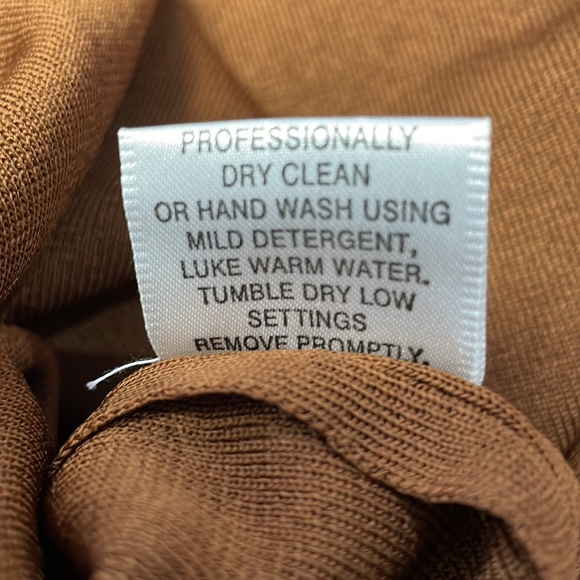 PROFESSIONALLY
DRY CLEAN
OR HAND WASH USING
MILD DETERGENT,
LUKE WARM WATER.
TUMBLE DRY LOW
SETTINGS
REMOVE PROMPTLY.